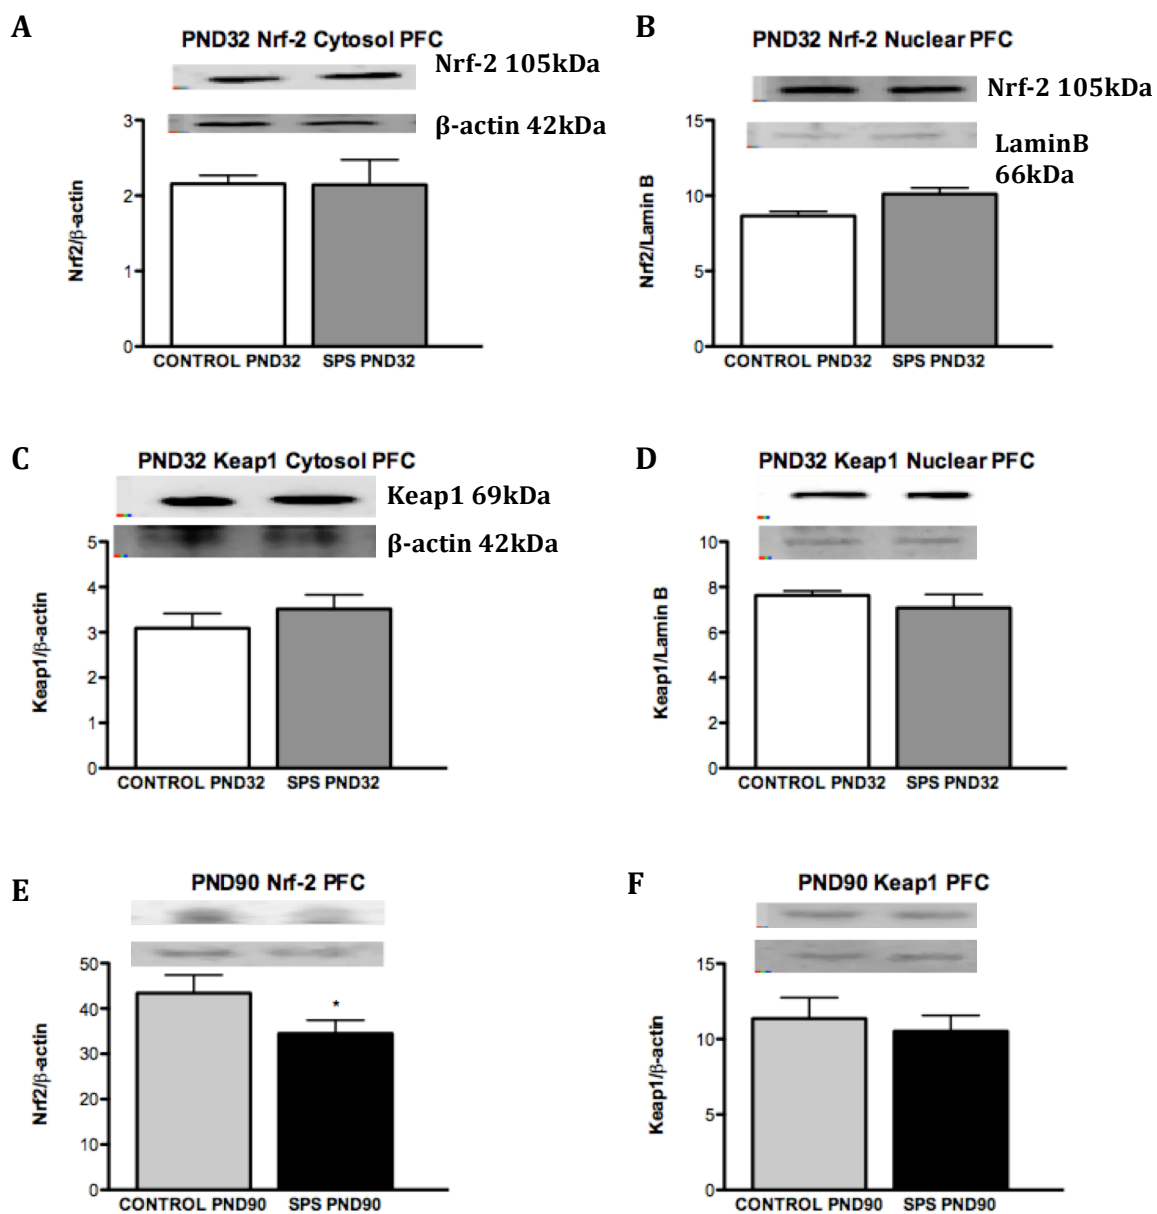 A
PND32 Nrf-2 Cytosol PFC
Nrf-2 105kDa
β-actin 42kDa
3
2
1
0
Nrf2/β-actin
CONTROL PND32
SPS PND32
B
PND32 Nrf-2 Nuclear PFC
Nrf-2 105kDa
LaminB
66kDa
15
10
5
0
Nrf2/Lamin B
CONTROL PND32
SPS PND32
C
PND32 Keap1 Cytosol PFC
Keap1 69kDa
β-actin 42kDa
5
4
3
2
1
0
Keap1/β-actin
CONTROL PND32
SPS PND32
D
PND32 Keap1 Nuclear PFC
10
8
6
4
2
0
Keap1/Lamin B
CONTROL PND32
SPS PND32
E
PND90 Nrf-2 PFC
50
40
30
20
10
0
Nrf2/β-actin
*
CONTROL PND90
SPS PND90
F
PND90 Keap1 PFC
15
10
5
0
Keap1/β-actin
CONTROL PND90
SPS PND90